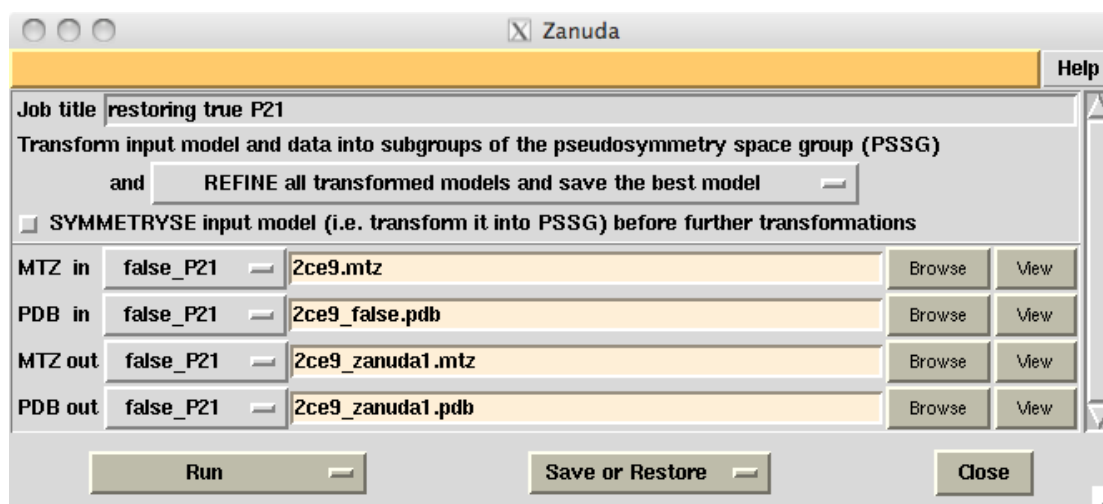 X Zanuda
Help
Job title restoring true P21
Transform input model and data into subgroups of the pseudosymmetry space group (PSSG)
and REFINE all transformed models and save the best model
SYMMETRYSE input model (i.e. transform it into PSSG) before further transformations
MTZ in false_P21 2ce9.mtz Browse View
PDB in false_P21 2ce9_false.pdb Browse View
MTZ out false_P21 2ce9_zanuda1.mtz Browse View
PDB out false_P21 2ce9_zanuda1.pdb Browse View
Run Save or Restore Close